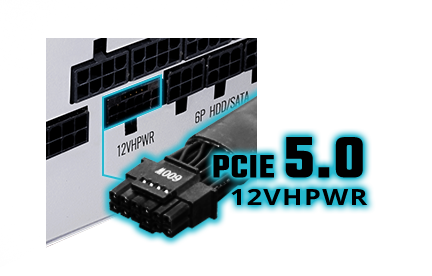 12VHPWR
6P HDD/SATA
600W
PCIE 5.0
12VHPWR